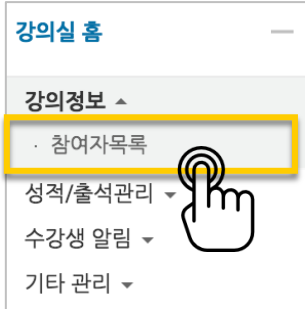 강의실 홈
강의정보
· 참여자목록
성적/출석관리
수강생 알림
기타 관리